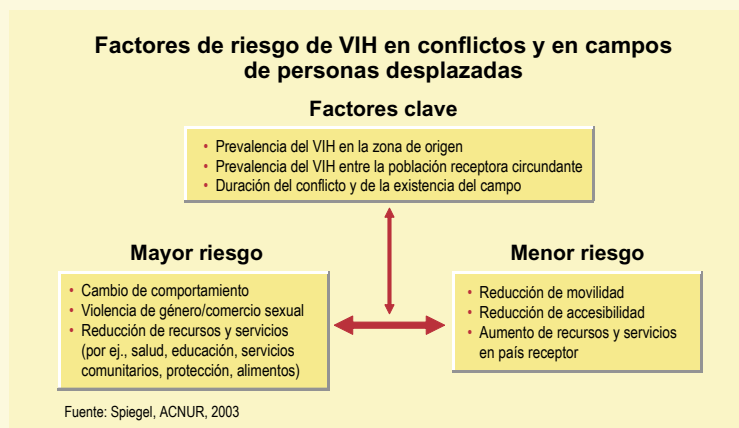 Factores de riesgo de VIH en conflictos y en campos
de personas desplazadas
Factores clave
• Prevalencia del VIH en la zona de origen
• Prevalencia del VIH entre la población receptora circundante
• Duración del conflicto y de la existencia del campo
Mayor riesgo
• Cambio de comportamiento
• Violencia de género/comercio sexual
• Reducción de recursos y servicios
(por ej., salud, educación, servicios
comunitarios, protección, alimentos)
Menor riesgo
• Reducción de movilidad
• Reducción de accesibilidad
• Aumento de recursos y servicios
en país receptor
Fuente: Spiegel, ACNUR, 2003